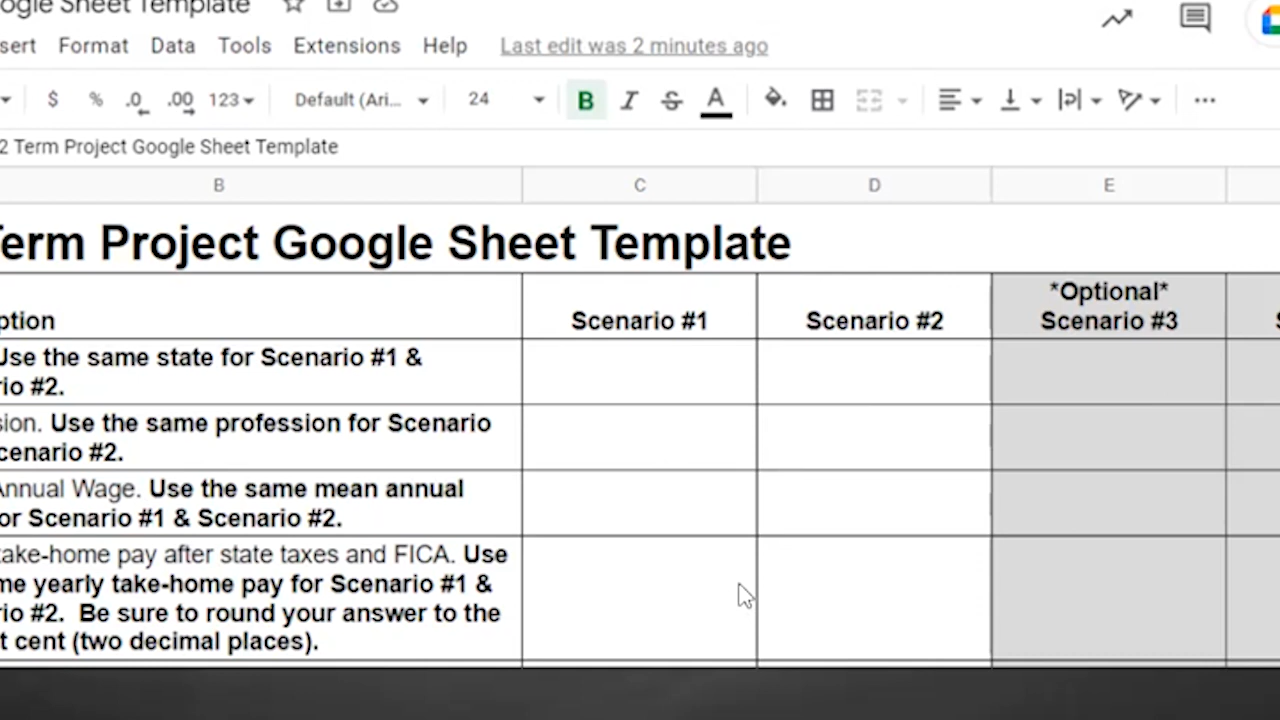 ogle Sheet Template
sert Format Data Tools Extensions Help Last edit was 2 minutes ago
$ % .0 .00 123 Default (Ari... 24 B I S A ...
2 Term Project Google Sheet Template
B C D E
Term Project Google Sheet Template
*Optional*
ption Scenario #1 Scenario #2 Scenario #3
Use the same state for Scenario #1 &
rio #2.
sion. Use the same profession for Scenario
cenario #2.
Annual Wage. Use the same mean annual
or Scenario #1 & Scenario #2.
take-home pay after state taxes and FICA. Use
me yearly take-home pay for Scenario #1 &
rio #2. Be sure to round your answer to the
t cent (two decimal places).